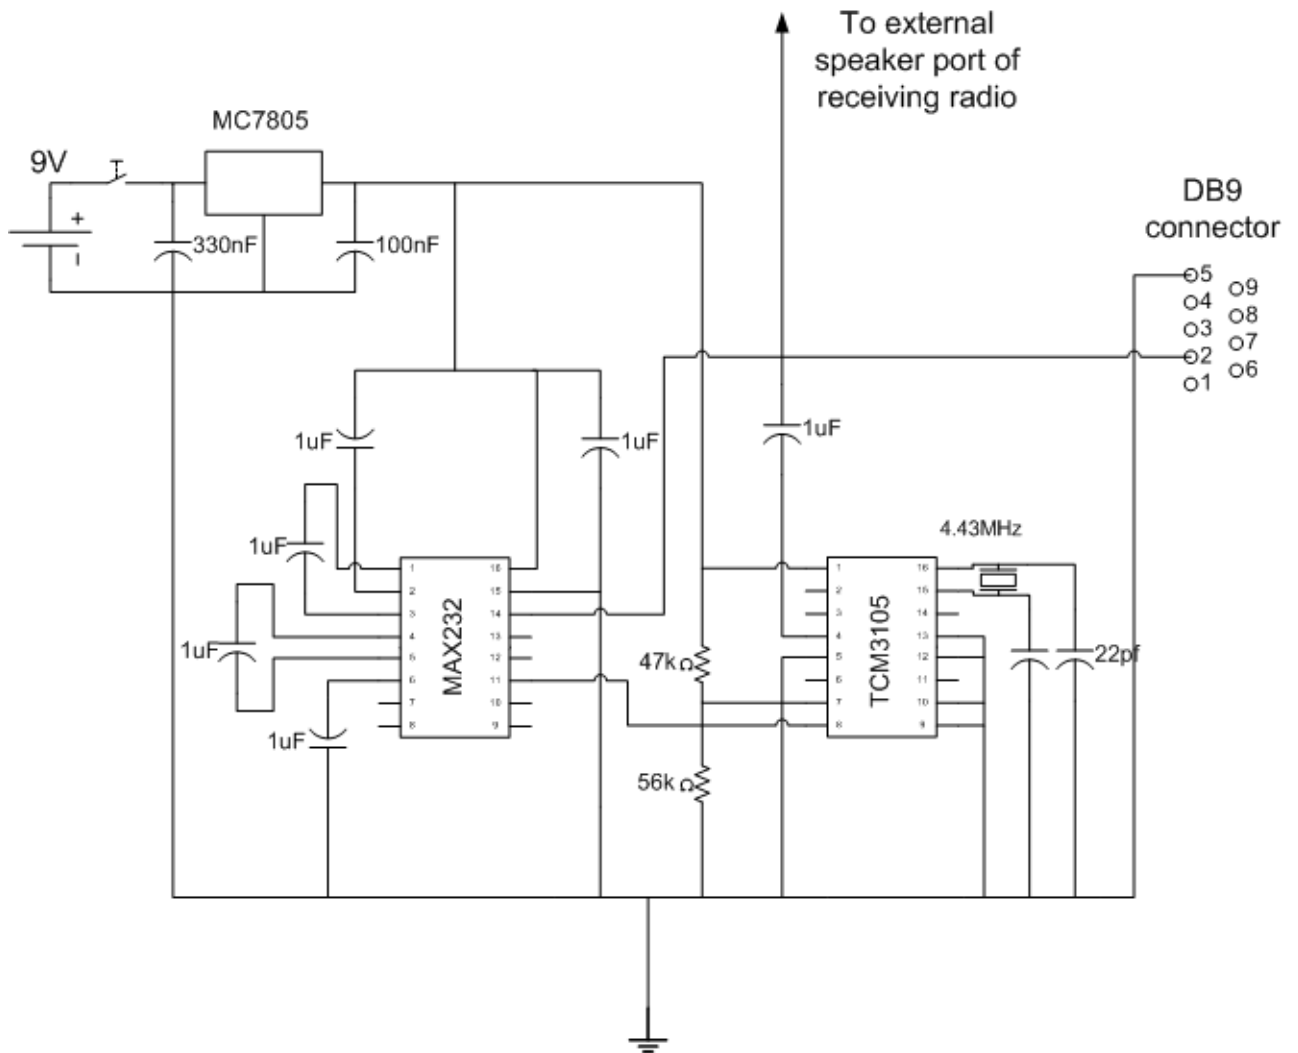 To external
speaker port of
receiving radio
MC7805
9V
+
–
330nF
100nF
DB9
connector
5
9
4
8
3
7
2
6
1
1uF
1uF
1uF
1uF
1uF
1uF
4.43MHz
MAX232
1
2
3
4
5
6
7
8
16
15
14
13
12
11
10
9
47k Ω
56k Ω
TCM3105
1
2
3
4
5
6
7
8
16
15
14
13
12
11
10
9
22pf